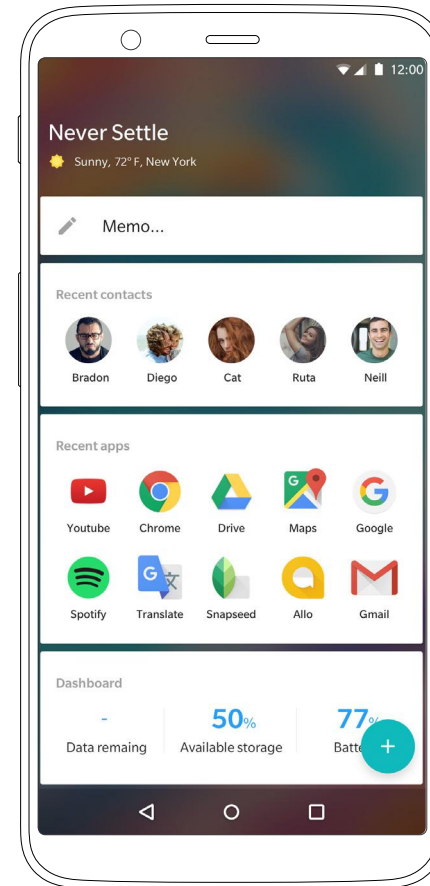 12:00
Never Settle
Sunny, 72° F, New York
Memo...
Recent contacts
Bradon Diego Cat Ruta Neill
Recent apps
G
Youtube Chrome Drive Maps Google
G 文
Spotify Translate Snapseed Allo Gmail
Dashboard
- 50% 77%
Data remaing Available storage Batte
+